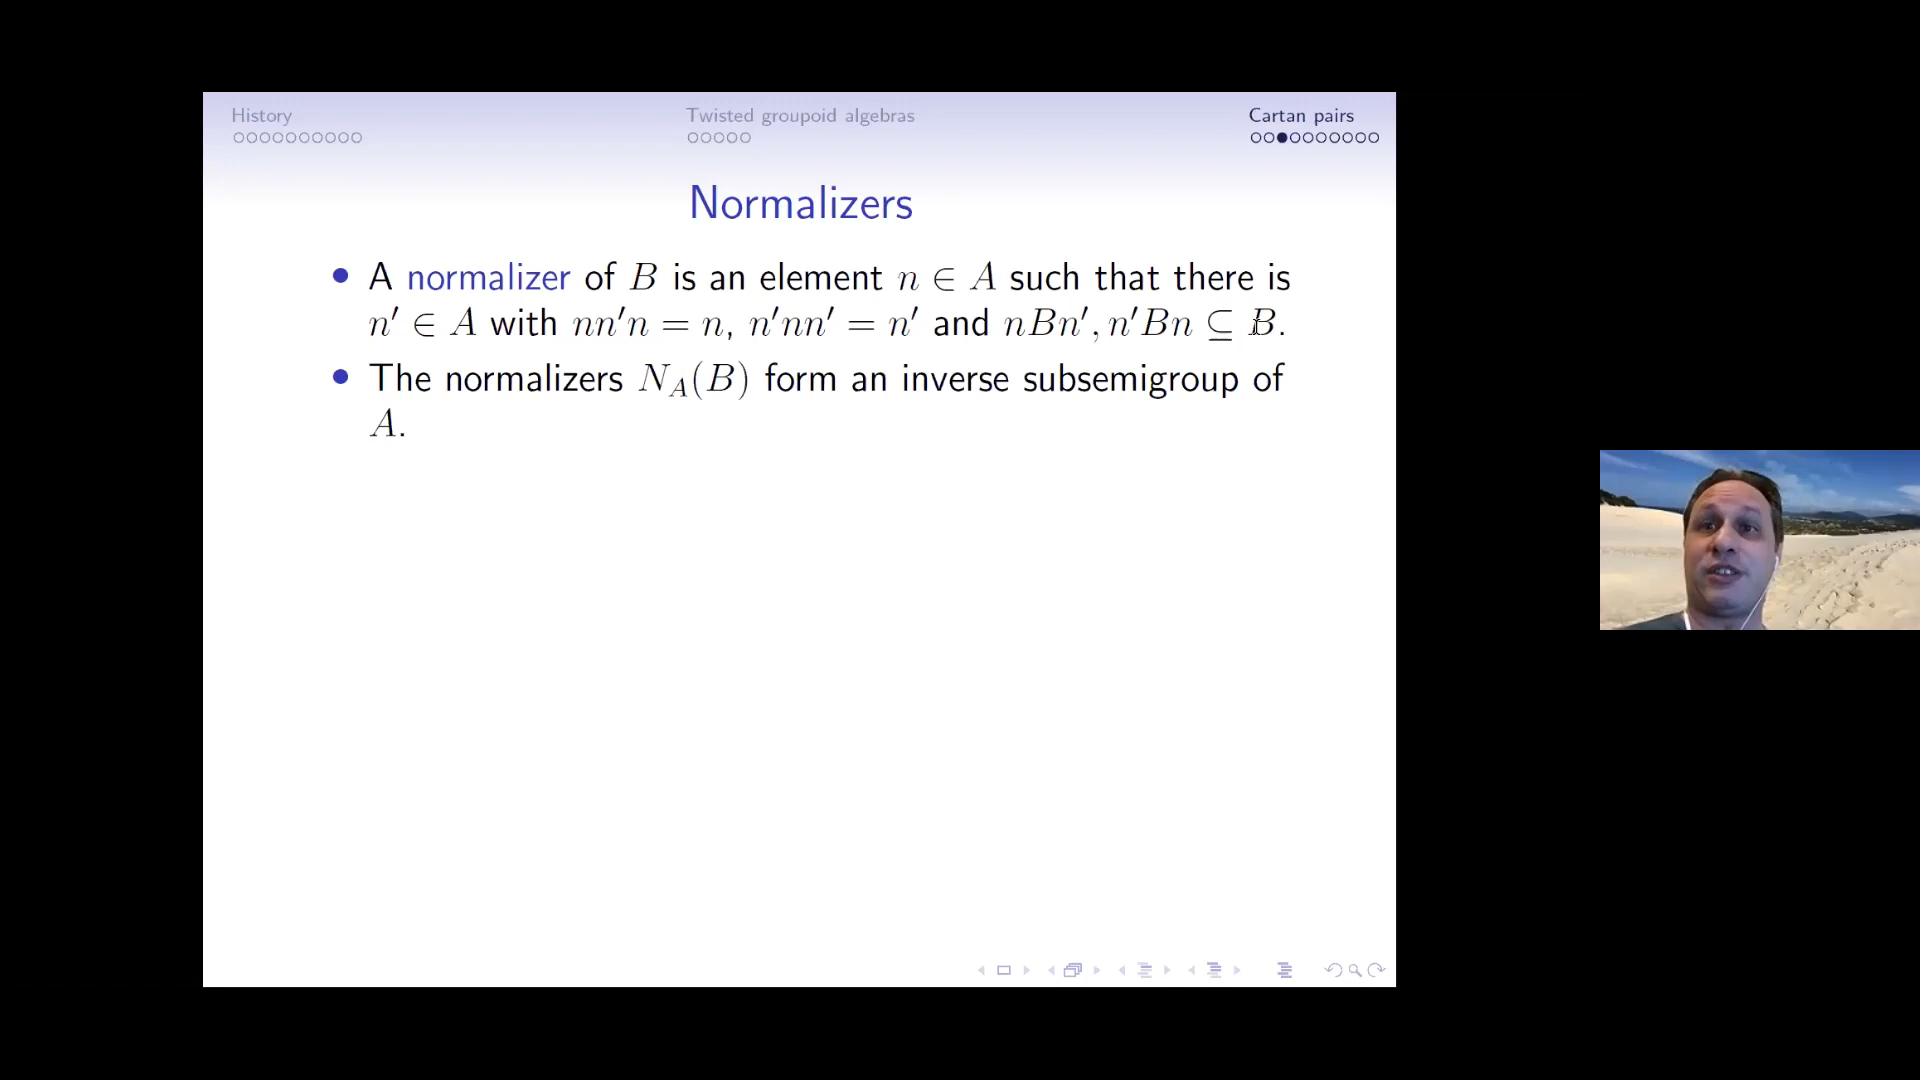 History
Twisted groupoid algebras
Cartan pairs
Normalizers
• A normalizer of B is an element n ∈ A such that there is
n′ ∈ A with nn′n = n, n′nn′ = n′ and nBn′, n′Bn ⊆ B.
• The normalizers N_A(B) form an inverse subsemigroup of
A.